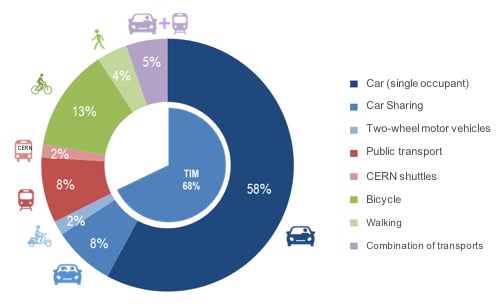 +
5%
4%
13%
CERN
2%
8%
2%
8%
58%
TIM
68%
Car (single occupant)
Car Sharing
Two-wheel motor vehicles
Public transport
CERN shuttles
Bicycle
Walking
Combination of transports